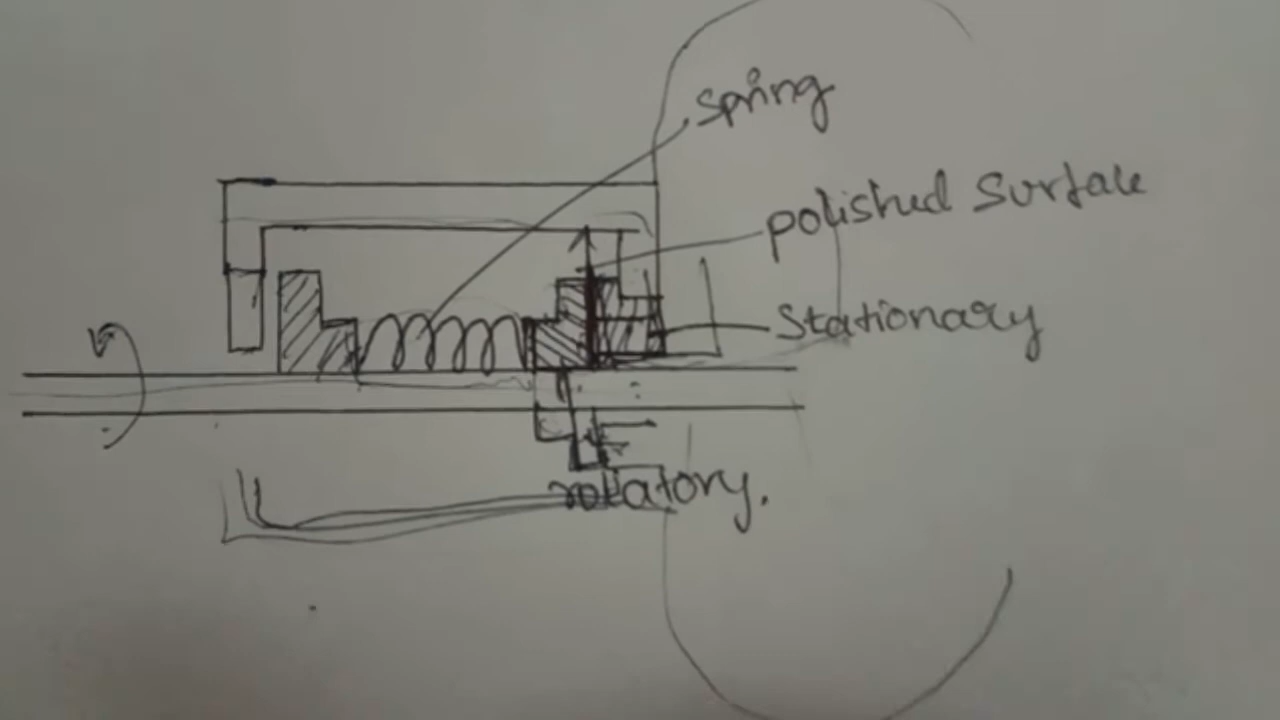 spring
polished Surface
Stationary
rotatory.